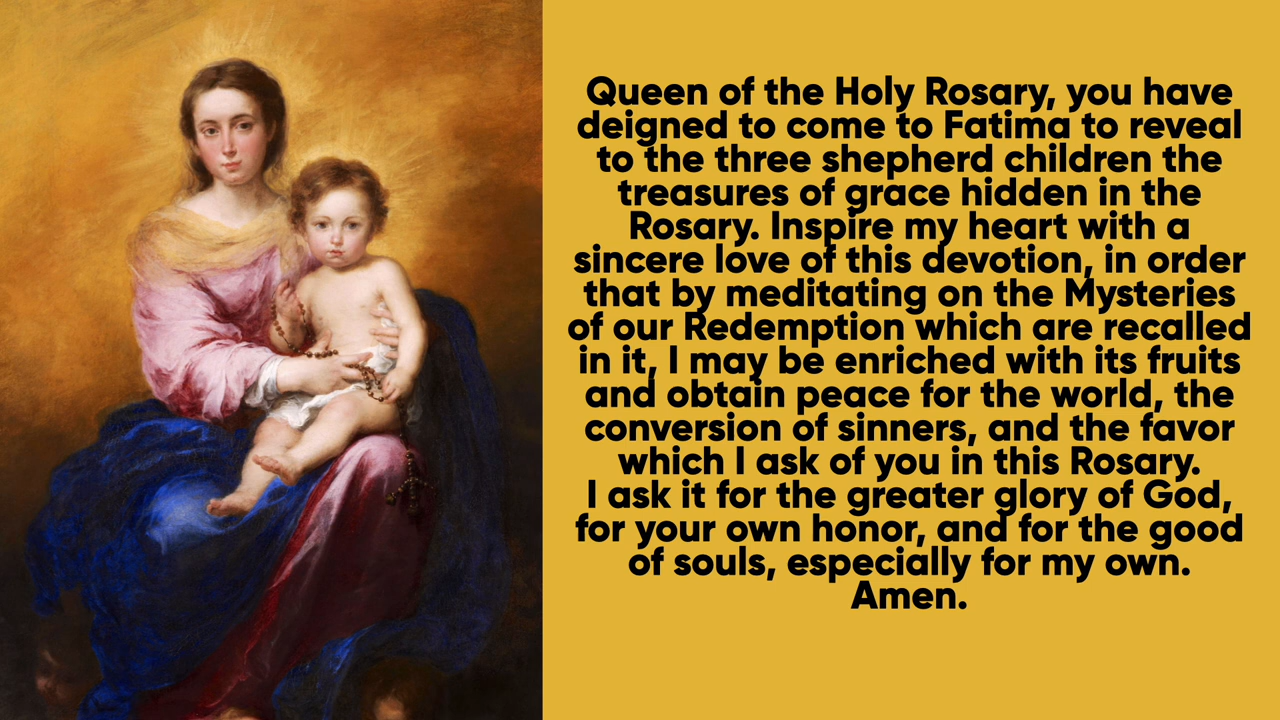 Queen of the Holy Rosary, you have
deigned to come to Fatima to reveal
to the three shepherd children the
treasures of grace hidden in the
Rosary. Inspire my heart with a
sincere love of this devotion, in order
that by meditating on the Mysteries
of our Redemption which are recalled
in it, I may be enriched with its fruits
and obtain peace for the world, the
conversion of sinners, and the favor
which I ask of you in this Rosary.
I ask it for the greater glory of God,
for your own honor, and for the good
of souls, especially for my own.
Amen.